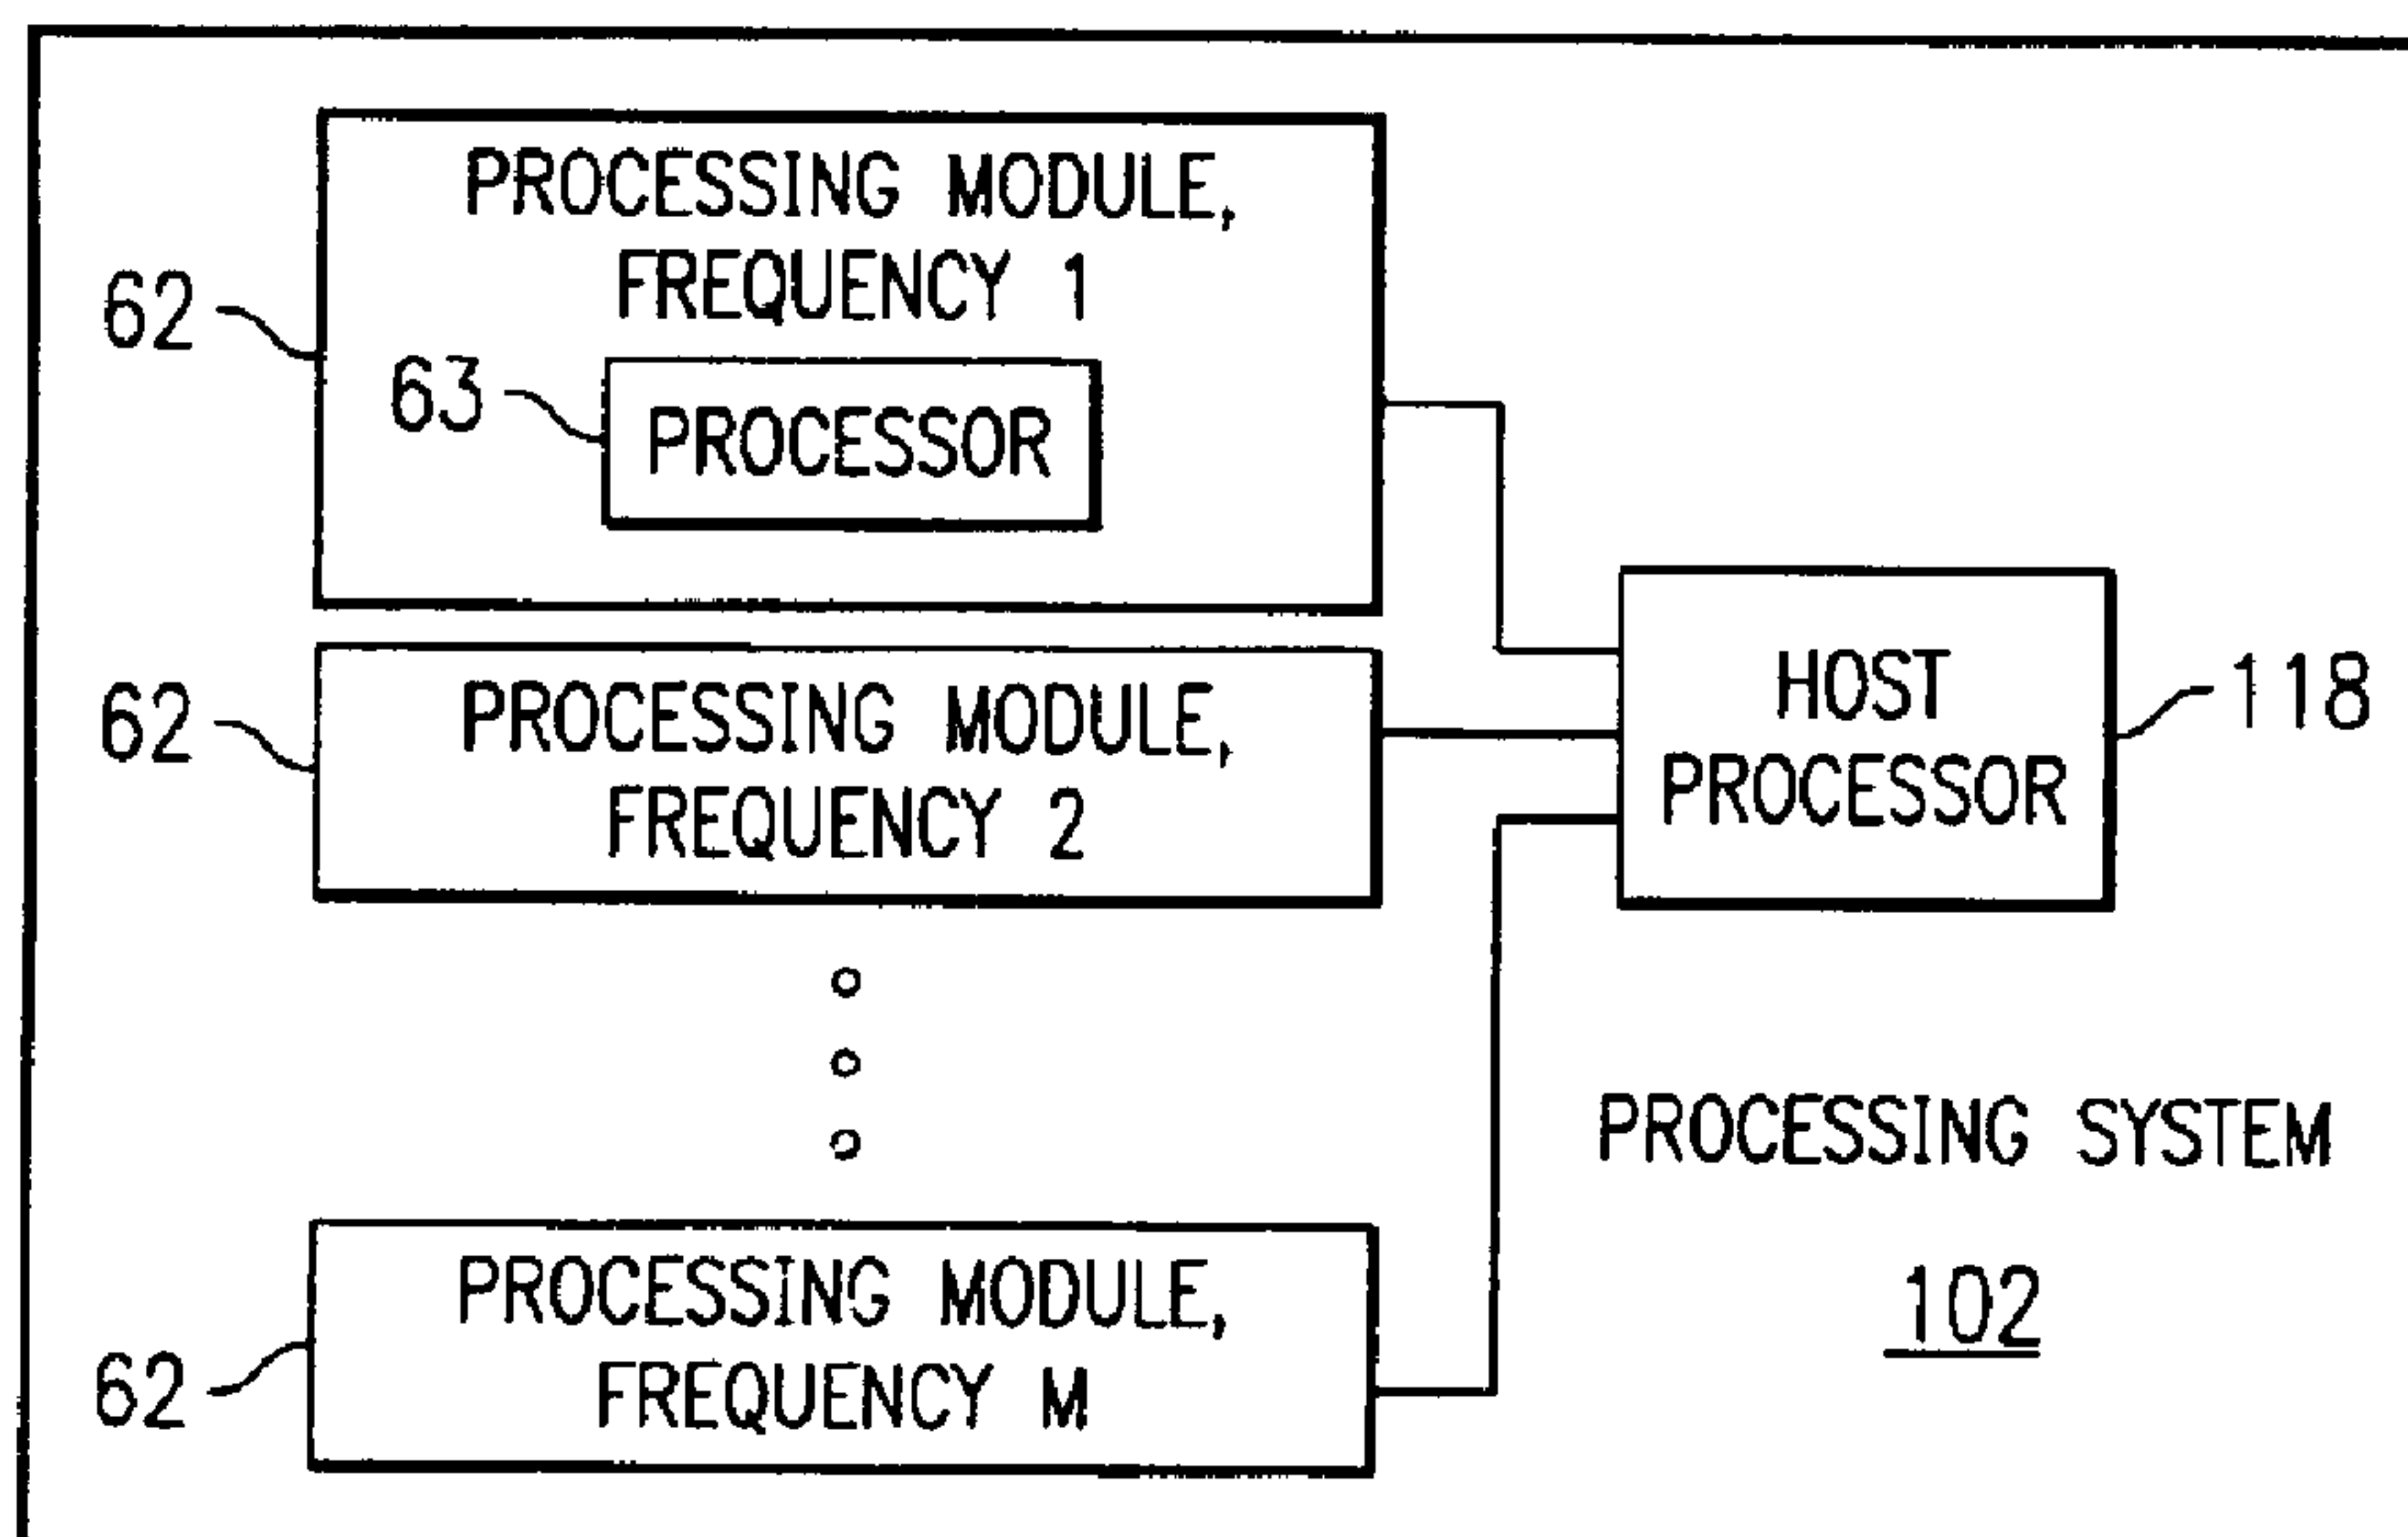 PROCESSING MODULE,
FREQUENCY 1
62
63
PROCESSOR
PROCESSING MODULE,
FREQUENCY 2
62
HOST
PROCESSOR
118
PROCESSING SYSTEM
102
PROCESSING MODULE,
FREQUENCY M
62